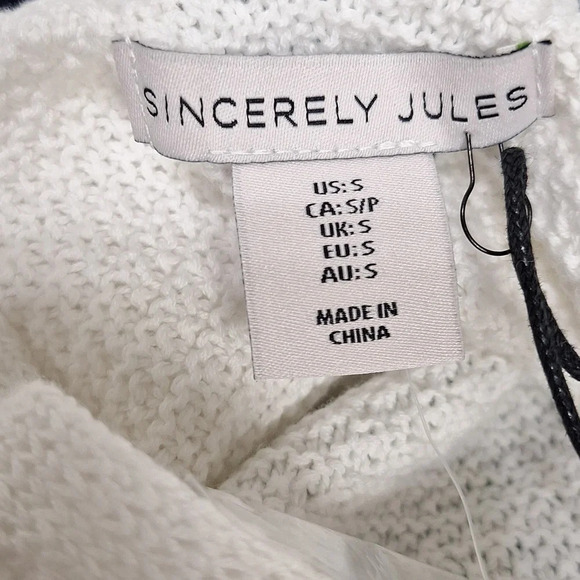 SINCERELY JULES
US: S
CA: S/P
UK: S
EU: S
AU: S
MADE IN
CHINA